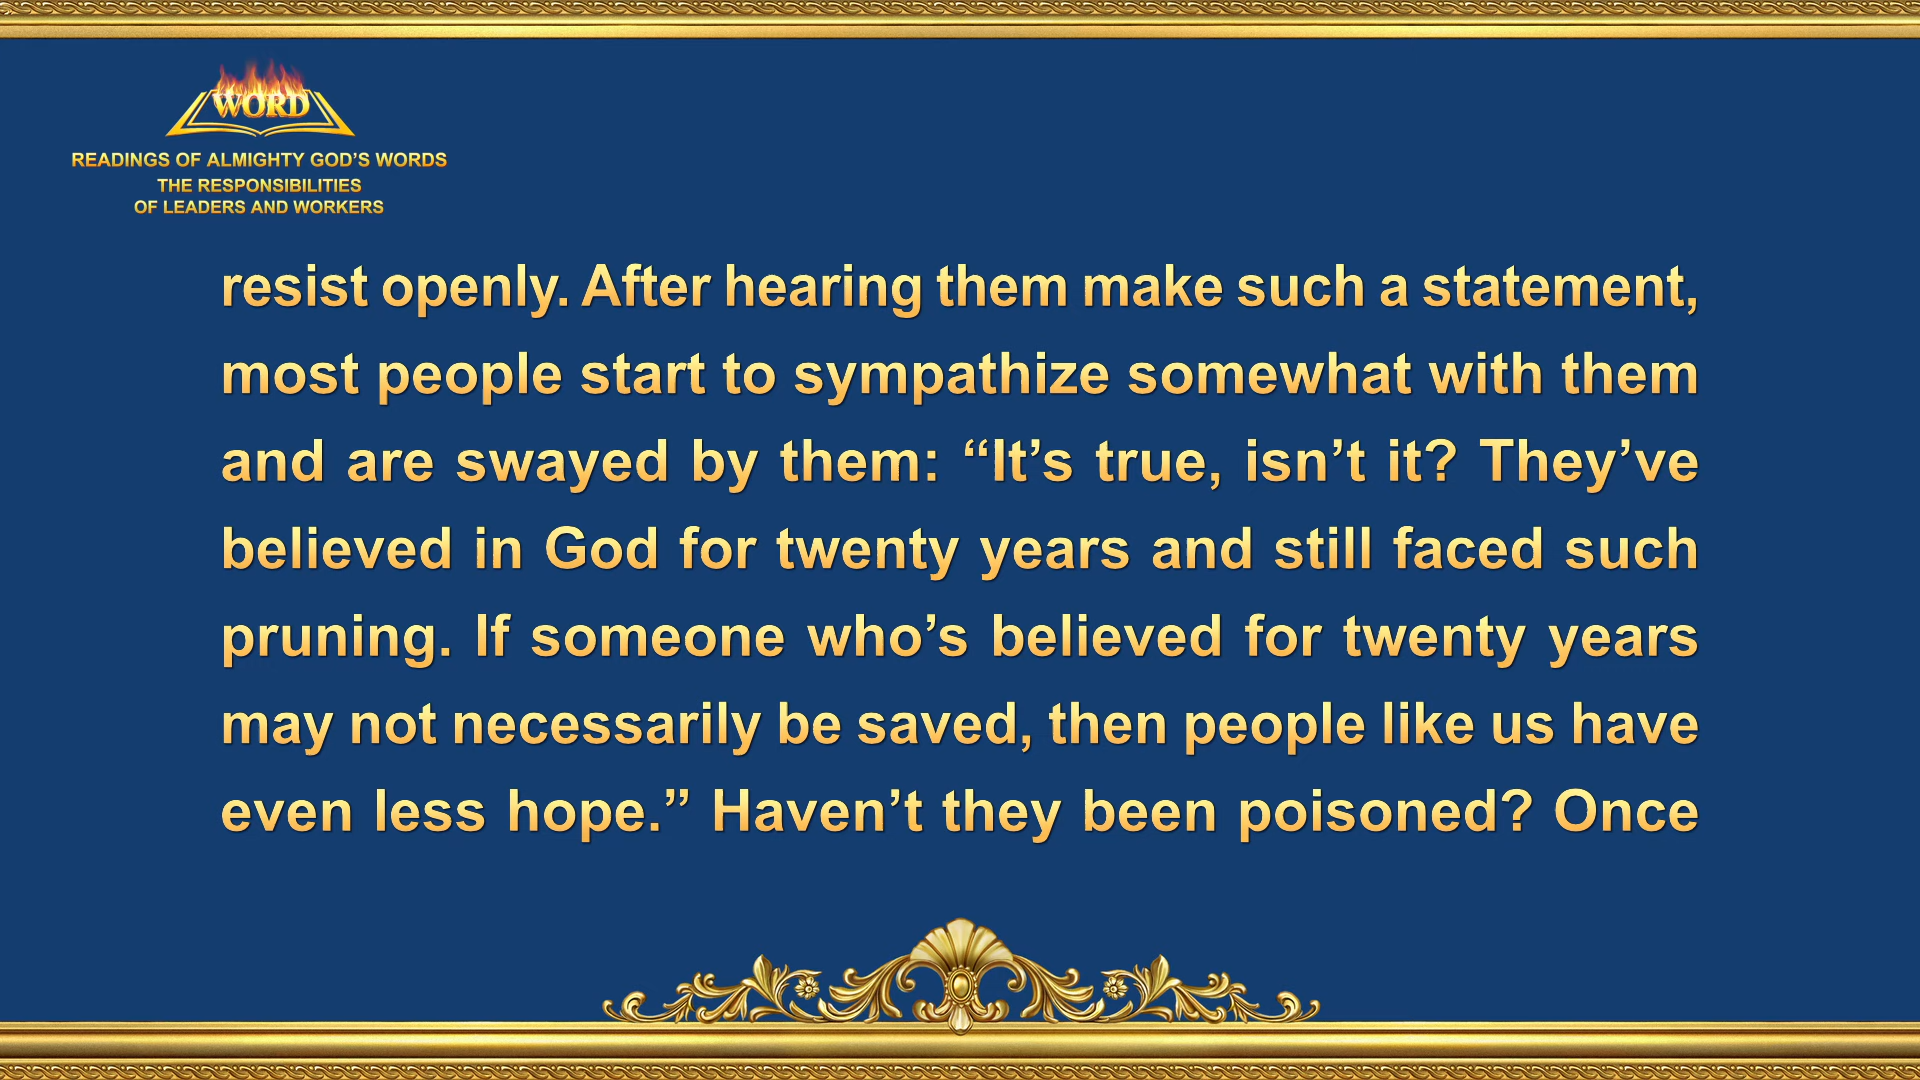 WORD
READINGS OF ALMIGHTY GOD’S WORDS
THE RESPONSIBILITIES
OF LEADERS AND WORKERS
resist openly. After hearing them make such a statement,
most people start to sympathize somewhat with them
and are swayed by them: “It’s true, isn’t it? They’ve
believed in God for twenty years and still faced such
pruning. If someone who’s believed for twenty years
may not necessarily be saved, then people like us have
even less hope.” Haven’t they been poisoned? Once